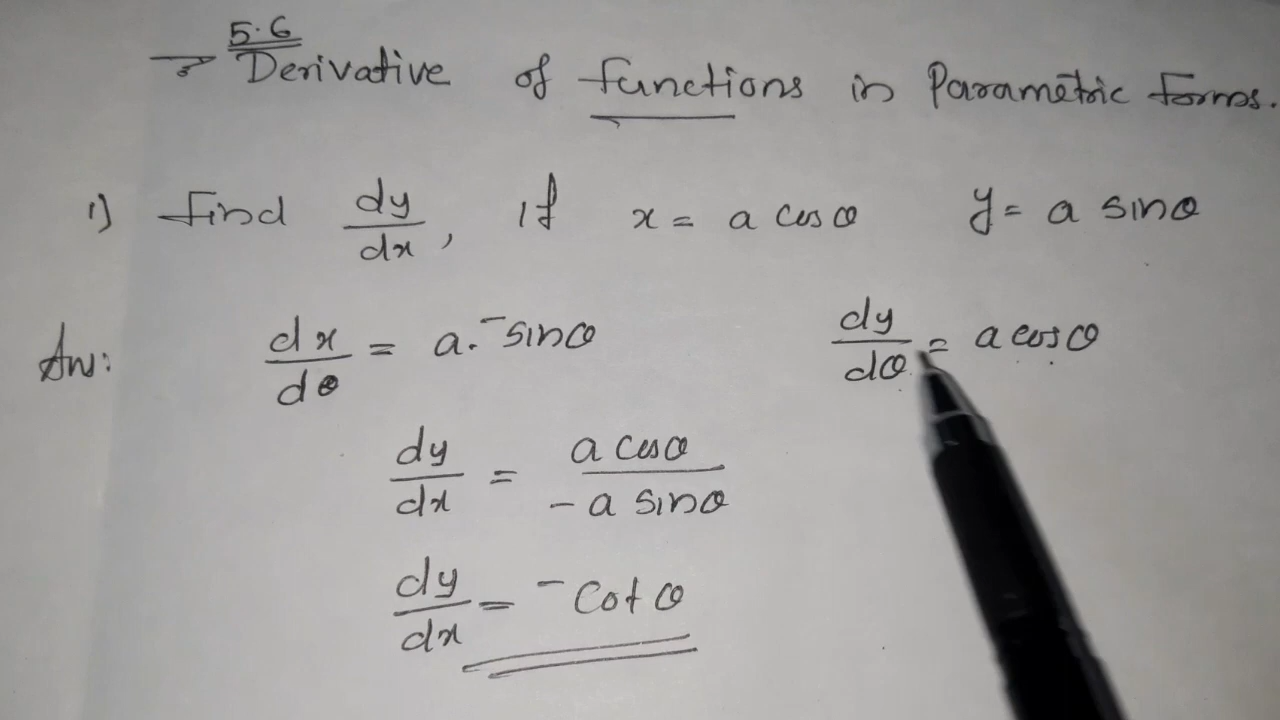 5.6
→ Derivative of functions in Parametric Forms.
1) Find dy/dx, if x = a cos θ y = a sin θ
Ans: dx/dθ = a. -sin θ dy/dθ = a cos θ
dy/dx = a cos θ / -a sin θ
dy/dx = -cot θ